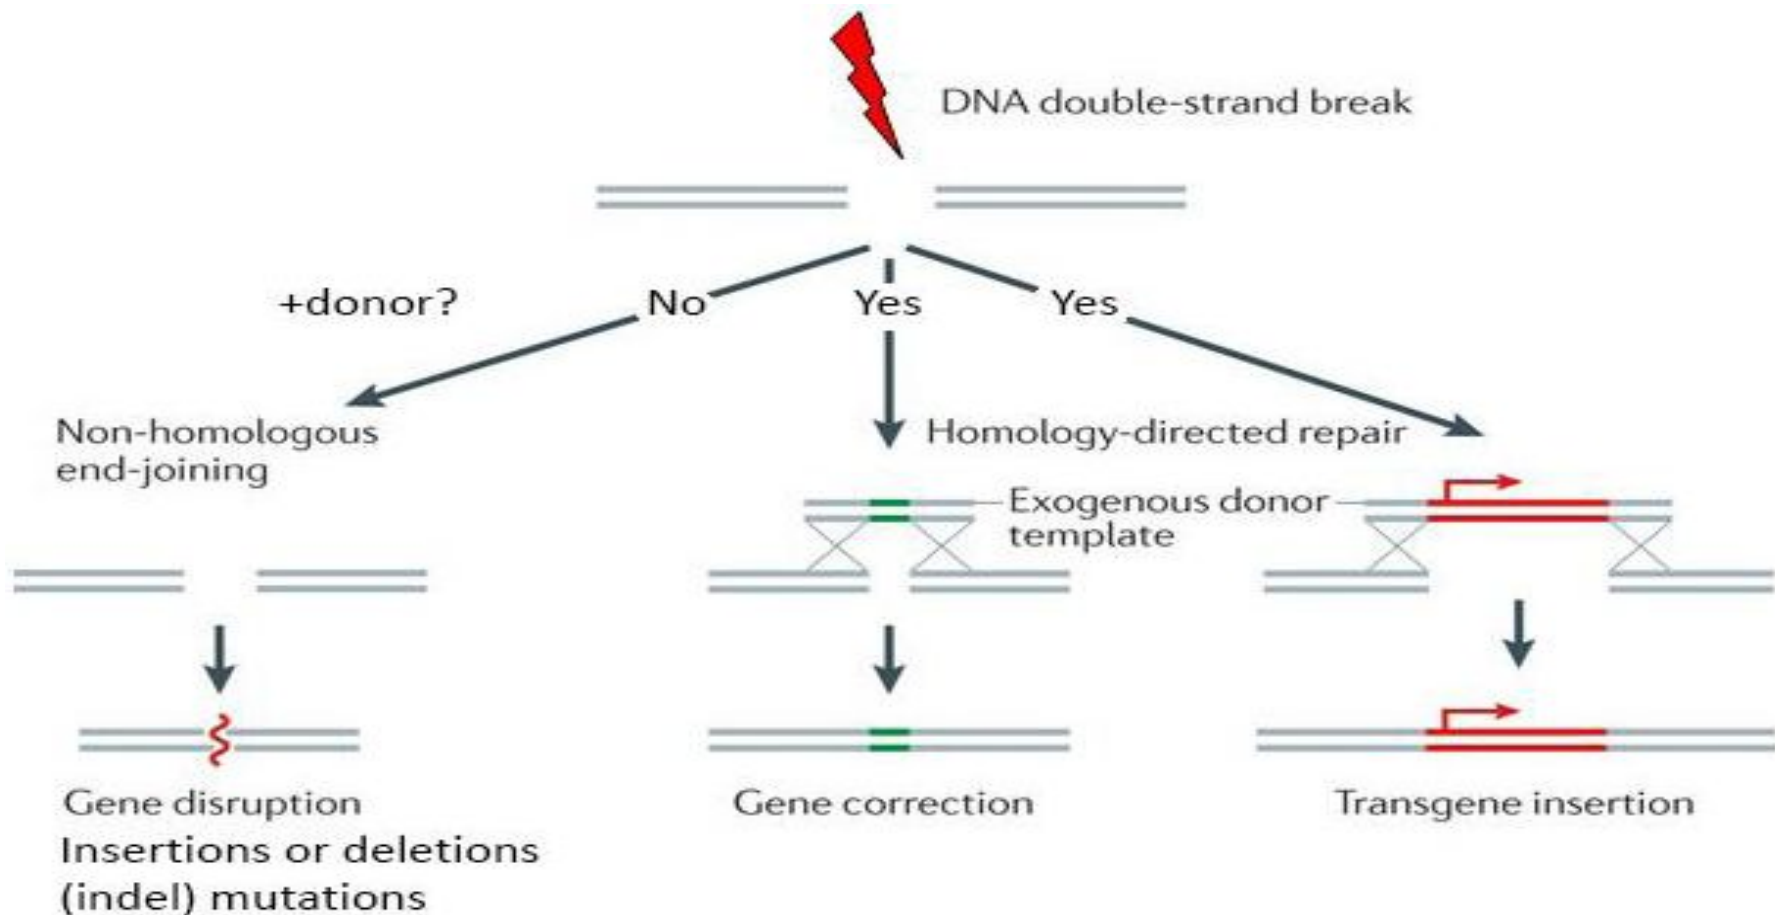 DNA double-strand break
+donor?
No
Yes
Yes
Non-homologous
end-joining
Homology-directed repair
Exogenous donor
template
Gene disruption
Insertions or deletions
(indel) mutations
Gene correction
Transgene insertion